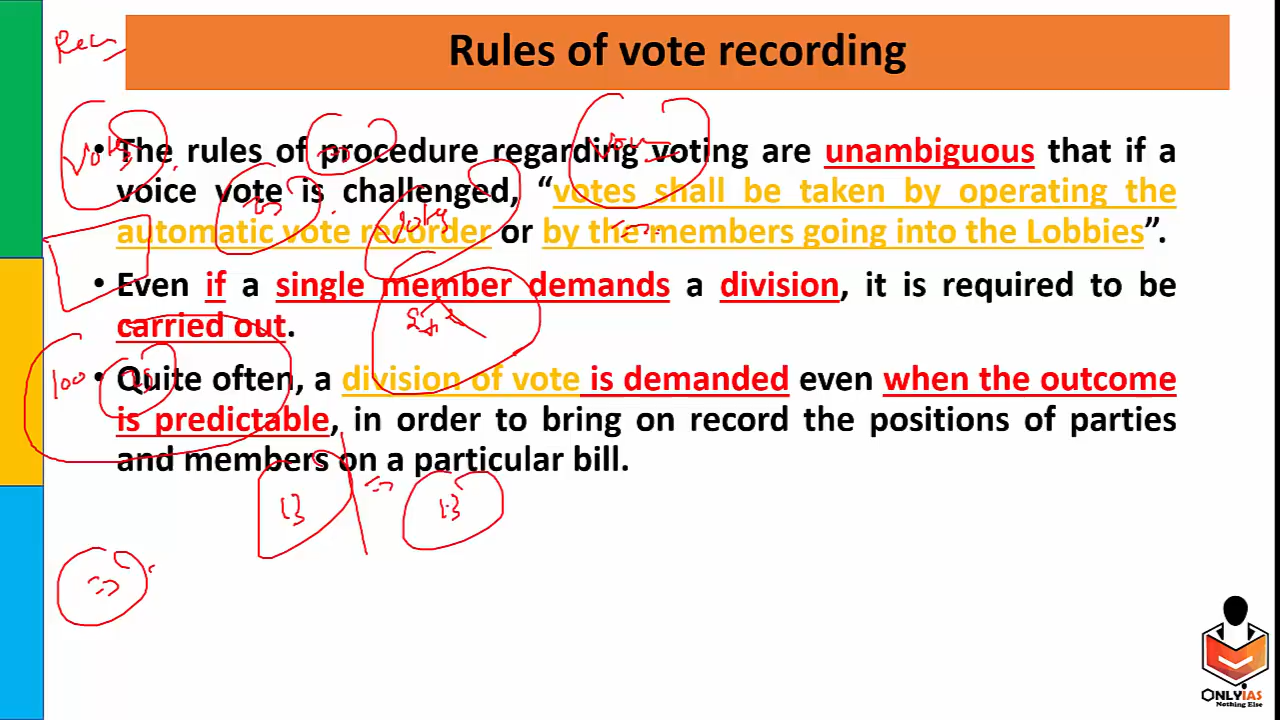 Rules of vote recording
• The rules of procedure regarding voting are unambiguous that if a
voice vote is challenged, “votes shall be taken by operating the
automatic vote recorder or by the members going into the Lobbies”.
• Even if a single member demands a division, it is required to be
carried out.
• Quite often, a division of vote is demanded even when the outcome
is predictable, in order to bring on record the positions of parties
and members on a particular bill.
100
13
13
ONLYIAS
Nothing Else